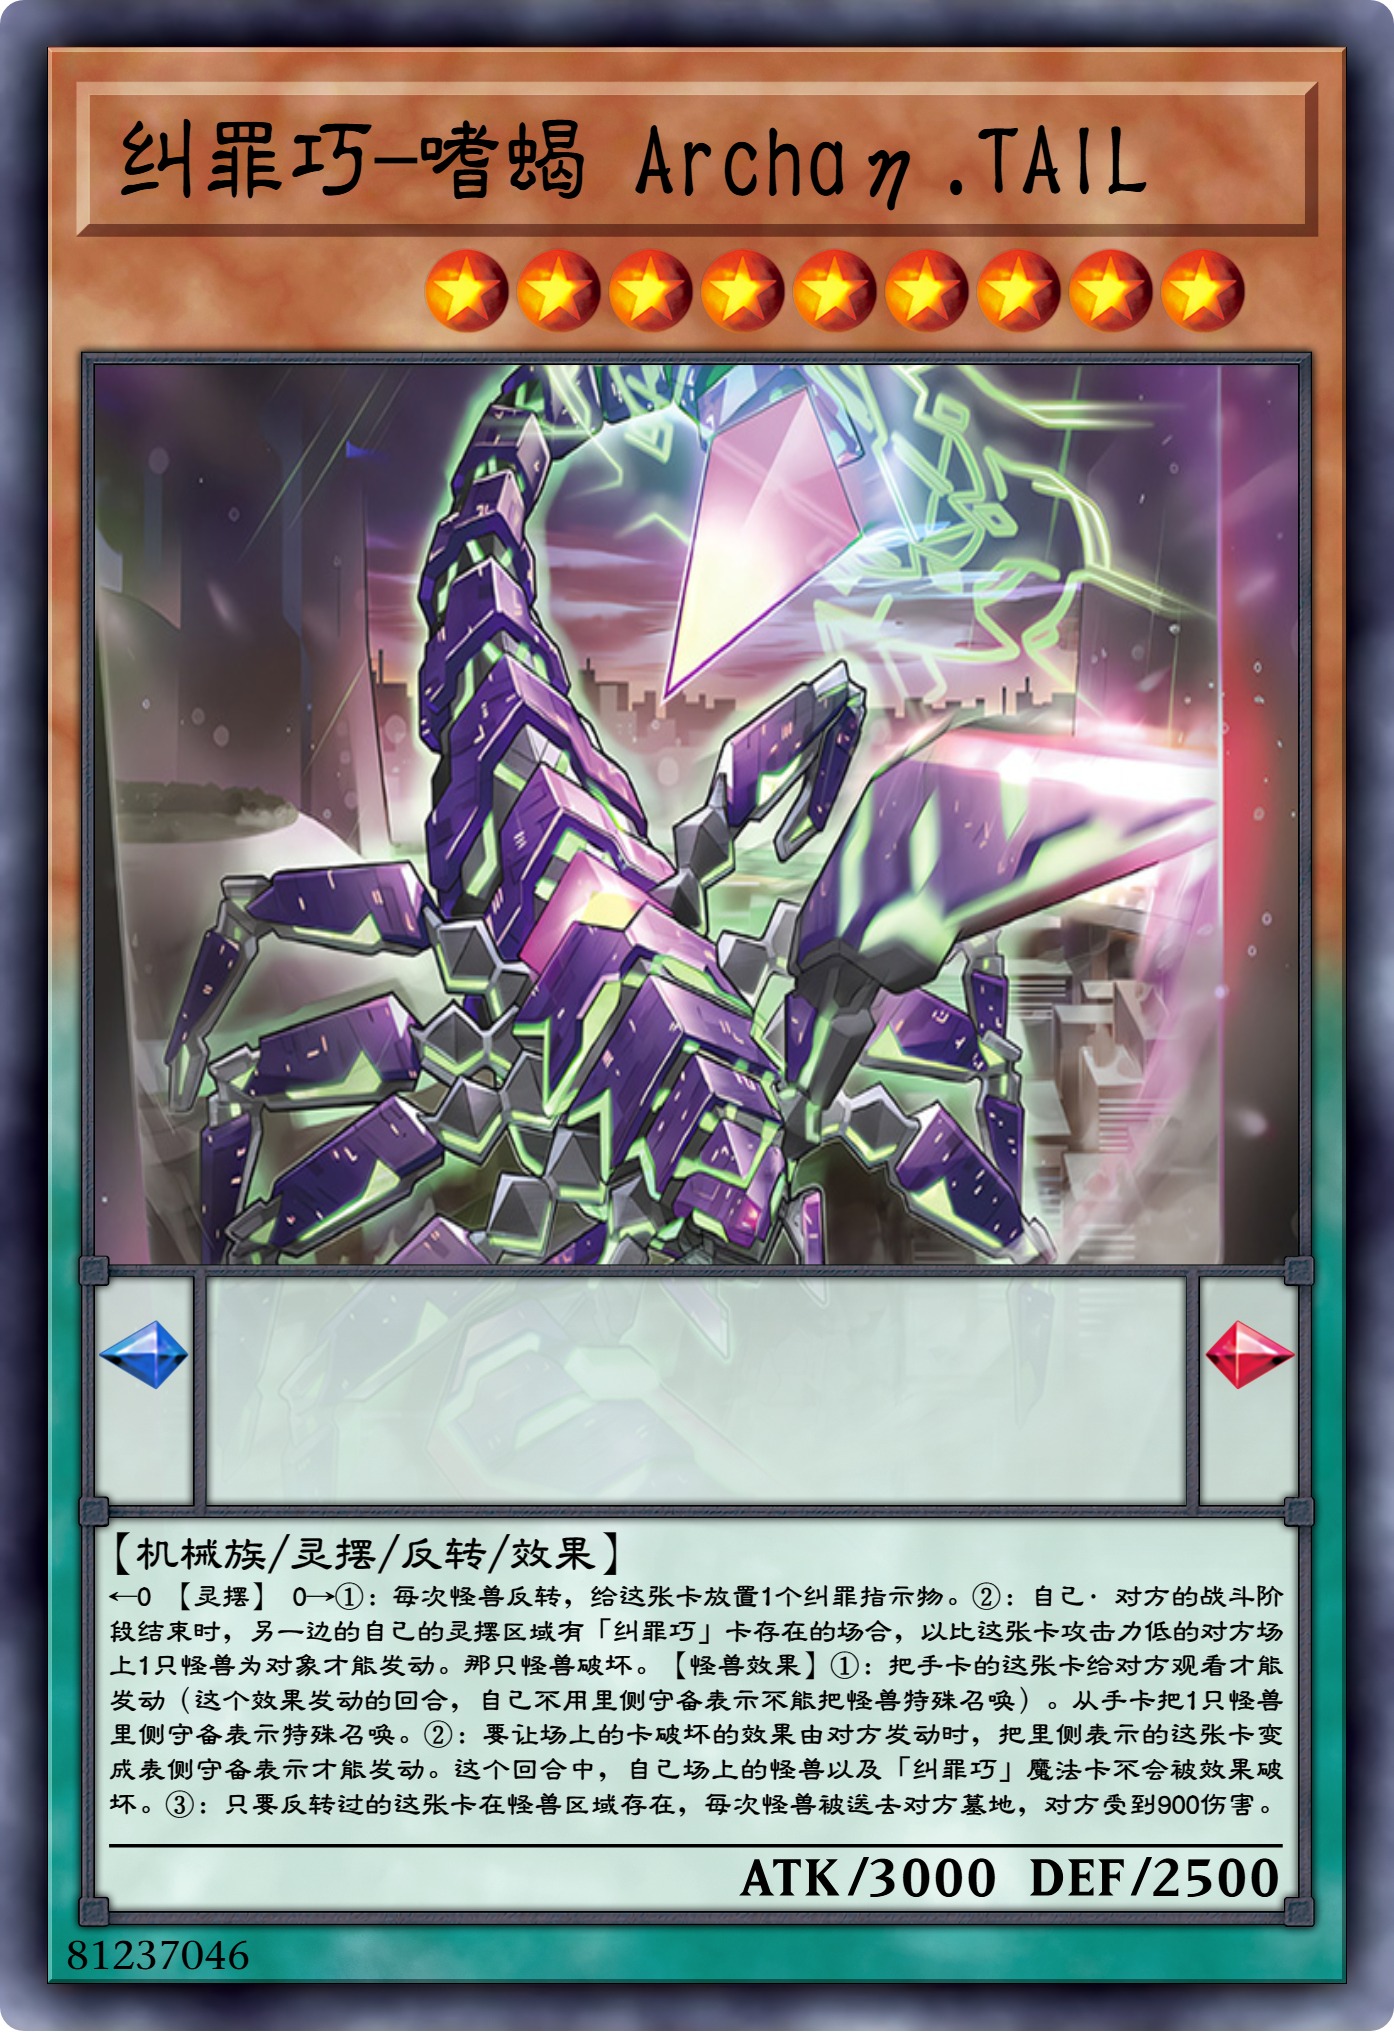 纠罪巧-嗜蝎 Archaη.TAIL
【机械族/灵摆/反转/效果】
←0 【灵摆】 0→①：每次怪兽反转，给这张卡放置1个纠罪指示物。②：自己·对方的战斗阶
段结束时，另一边的自己的灵摆区域有「纠罪巧」卡存在的场合，以比这张卡攻击力低的对方场
上1只怪兽为对象才能发动。那只怪兽破坏。【怪兽效果】①：把手卡的这张卡给对方观看才能
发动（这个效果发动的回合，自己不用里侧守备表示不能把怪兽特殊召唤）。从手卡把1只怪兽
里侧守备表示特殊召唤。②：要让场上的卡破坏的效果由对方发动时，把里侧表示的这张卡变
成表侧守备表示才能发动。这个回合中，自己场上的怪兽以及「纠罪巧」魔法卡不会被效果破
坏。③：只要反转过的这张卡在怪兽区域存在，每次怪兽被送去对方墓地，对方受到900伤害。
ATK/3000 DEF/2500
81237046